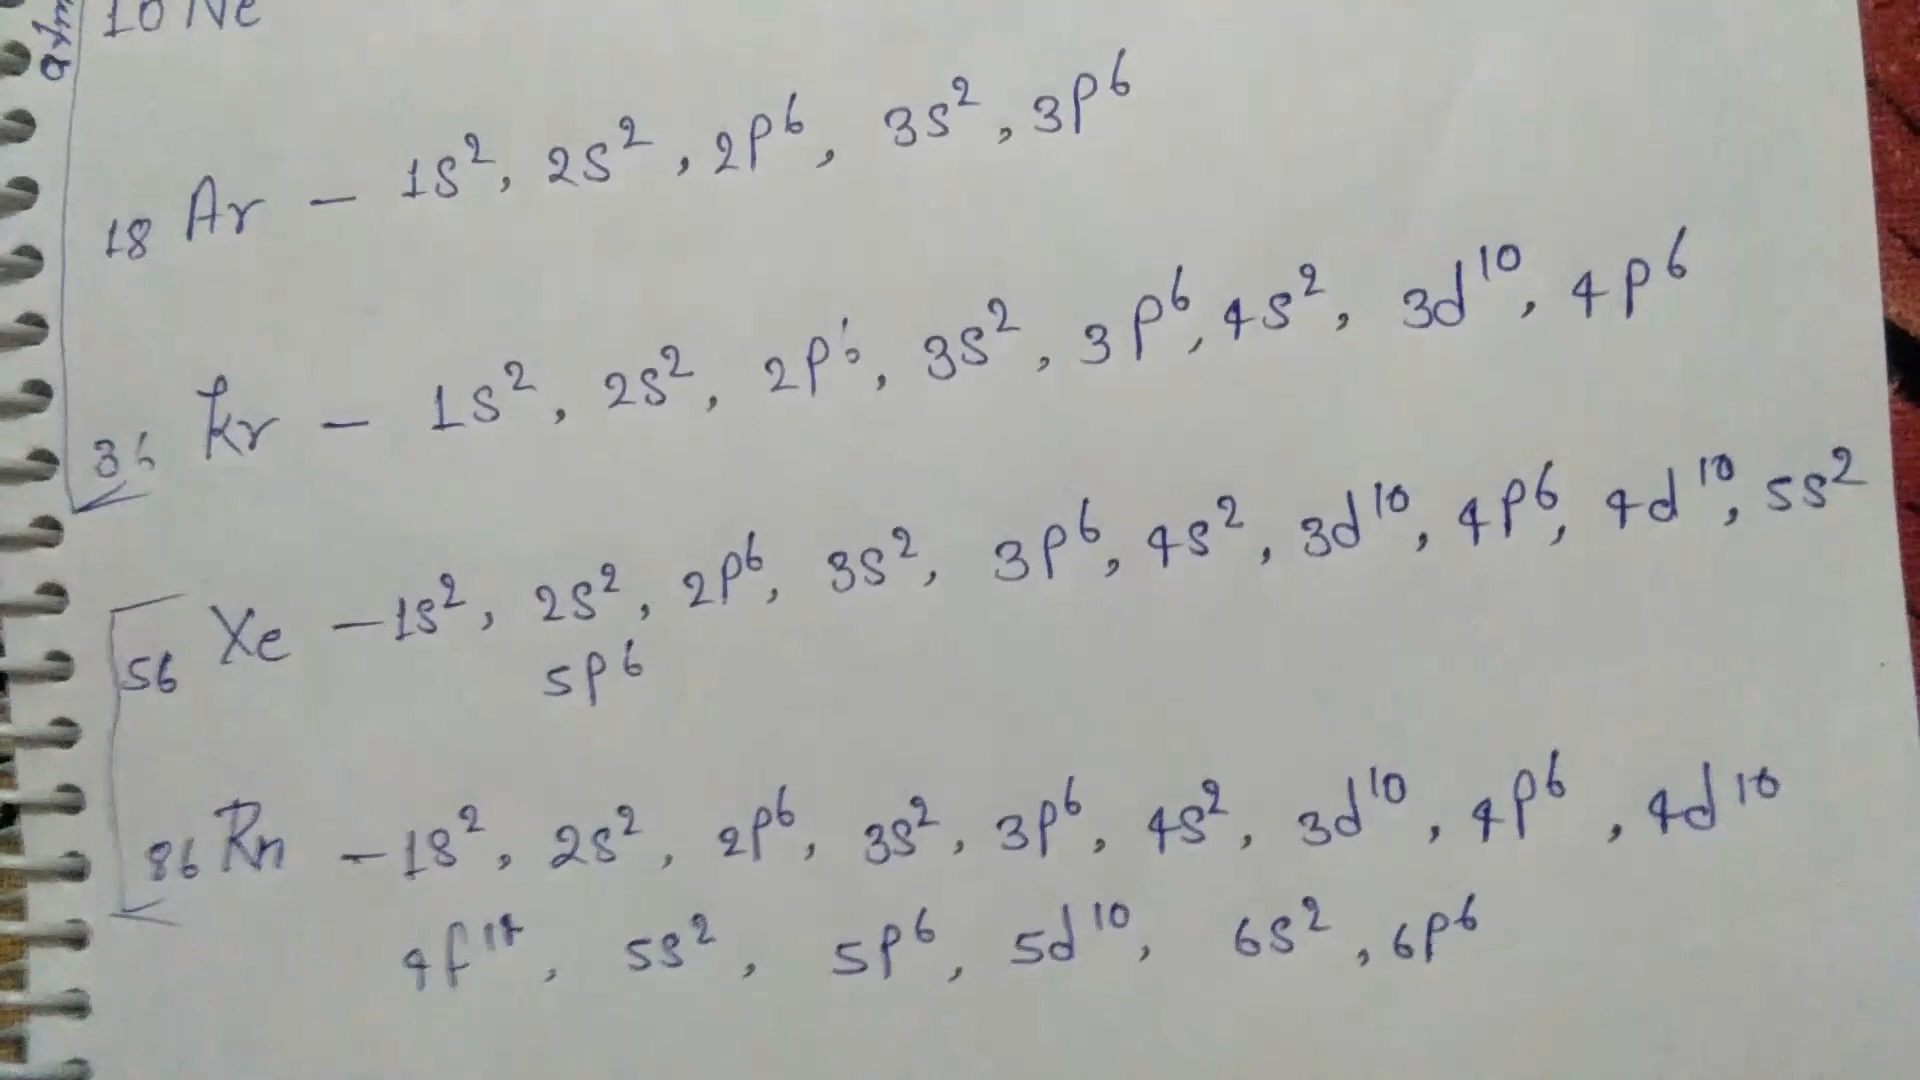 10 Ne
18 Ar - 1s², 2s², 2p⁶, 3s², 3p⁶
36 Kr - 1s², 2s², 2p⁶, 3s², 3p⁶, 4s², 3d¹⁰, 4p⁶
56 Xe - 1s², 2s², 2p⁶, 3s², 3p⁶, 4s², 3d¹⁰, 4p⁶, 4d¹⁰, 5s²
5p⁶
86 Rn - 1s², 2s², 2p⁶, 3s², 3p⁶, 4s², 3d¹⁰, 4p⁶, 4d¹⁰
4f¹⁴, 5s², 5p⁶, 5d¹⁰, 6s², 6p⁶